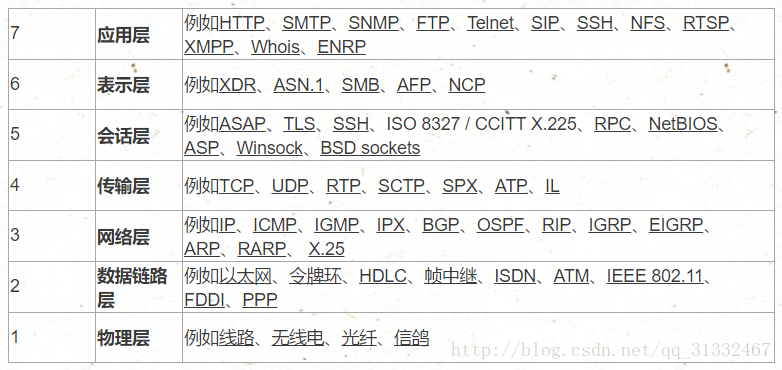 7 应用层 例如HTTP、SMTP、SNMP、FTP、Telnet、SIP、SSH、NFS、RTSP、
XMPP、Whois、ENRP
6 表示层 例如XDR、ASN.1、SMB、AFP、NCP
5 会话层 例如ASAP、TLS、SSH、ISO 8327 / CCITT X.225、RPC、NetBIOS、
ASP、Winsock、BSD sockets
4 传输层 例如TCP、UDP、RTP、SCTP、SPX、ATP、IL
3 网络层 例如IP、ICMP、IGMP、IPX、BGP、OSPF、RIP、IGRP、EIGRP、
ARP、RARP、 X.25
2 数据链路 例如以太网、令牌环、HDLC、帧中继、ISDN、ATM、IEEE 802.11、
层 FDDI、PPP
1 物理层 例如线路、无线电、光纤、信鸽
http://blog.csdn.net/qq_31332467